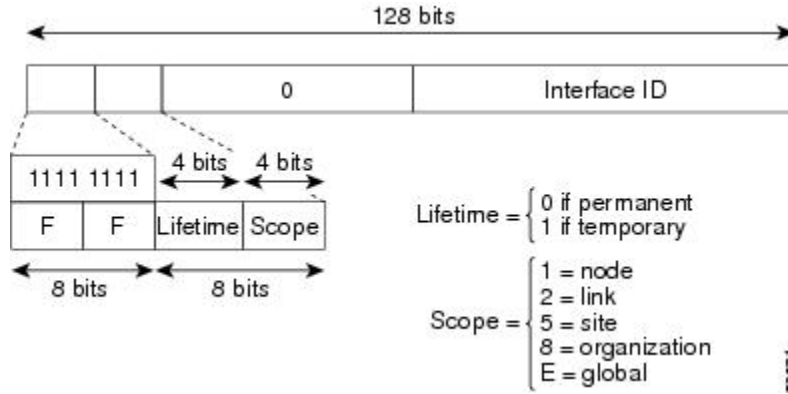 128 bits
0 Interface ID
4 bits 4 bits
1111 1111
F F Lifetime Scope
8 bits 8 bits
Lifetime = { 0 if permanent
1 if temporary
Scope = { 1 = node
2 = link
5 = site
8 = organization
E = global